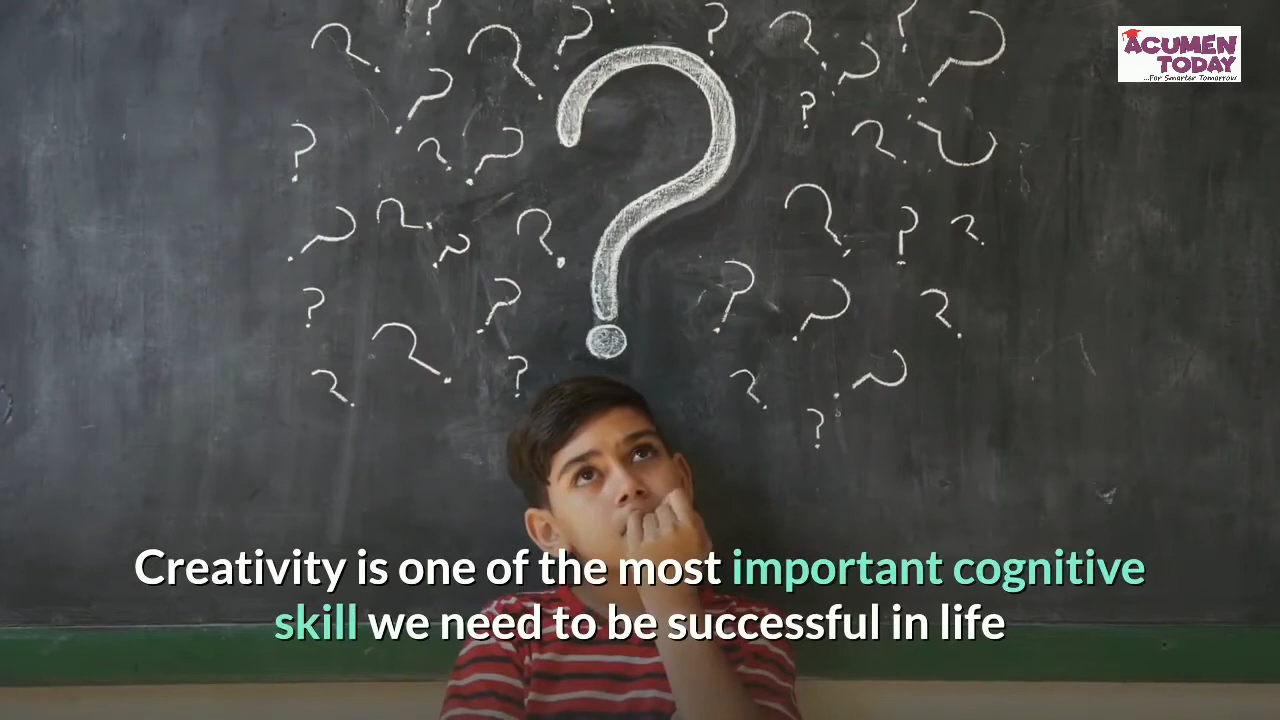 ACUMEN
TODAY
...For Smarter Tomorrow
Creativity is one of the most important cognitive
skill we need to be successful in life